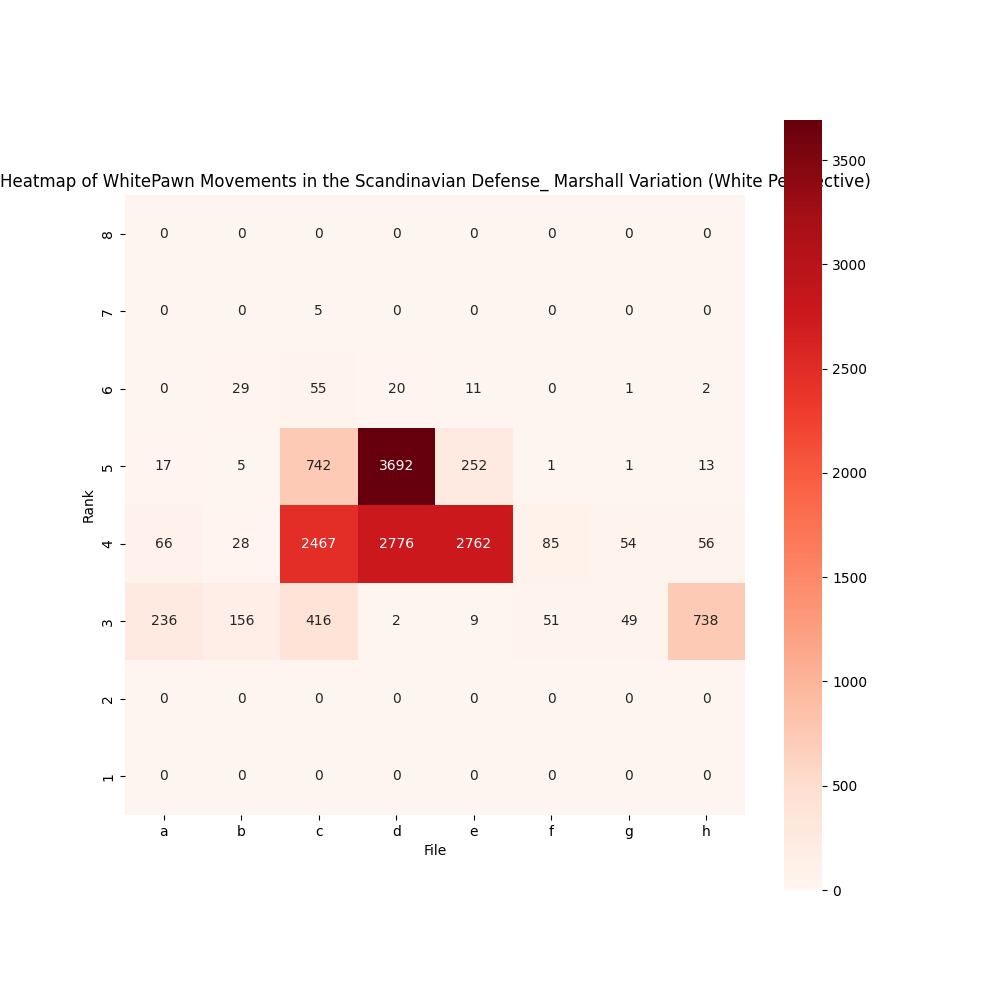 3500
Heatmap of WhitePawn Movements in the Scandinavian Defense_ Marshall Variation (White Perspective)
8 0 0 0 0 0 0 0 0
3000
7 0 0 5 0 0 0 0 0
2500
6 0 29 55 20 11 0 1 2
5 17 5 742 3692 252 1 1 13
2000
Rank
4 66 28 2467 2776 2762 85 54 56
1500
3 236 156 416 2 9 51 49 738
1000
2 0 0 0 0 0 0 0 0
1 0 0 0 0 0 0 0 0
500
a b c d e f g h
File
0